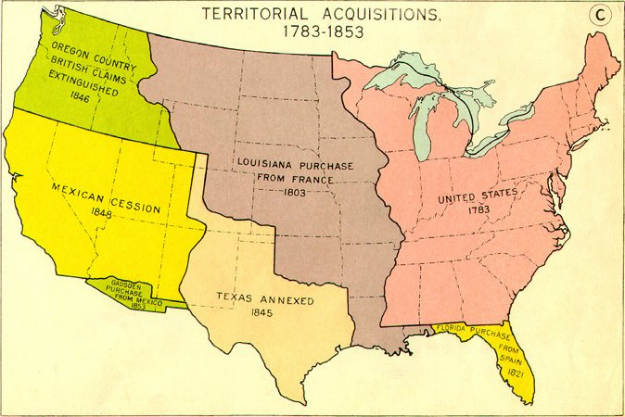 TERRITORIAL ACQUISITIONS,
1783-1853
C
OREGON COUNTRY
BRITISH CLAIMS
EXTINGUISHED
1846
LOUISIANA PURCHASE
FROM FRANCE
1803
MEXICAN CESSION
1848
UNITED STATES
1783
GADSDEN
PURCHASE
FROM MEXICO
1853
TEXAS ANNEXED
1845
FLORIDA PURCHASE
FROM
SPAIN
1821